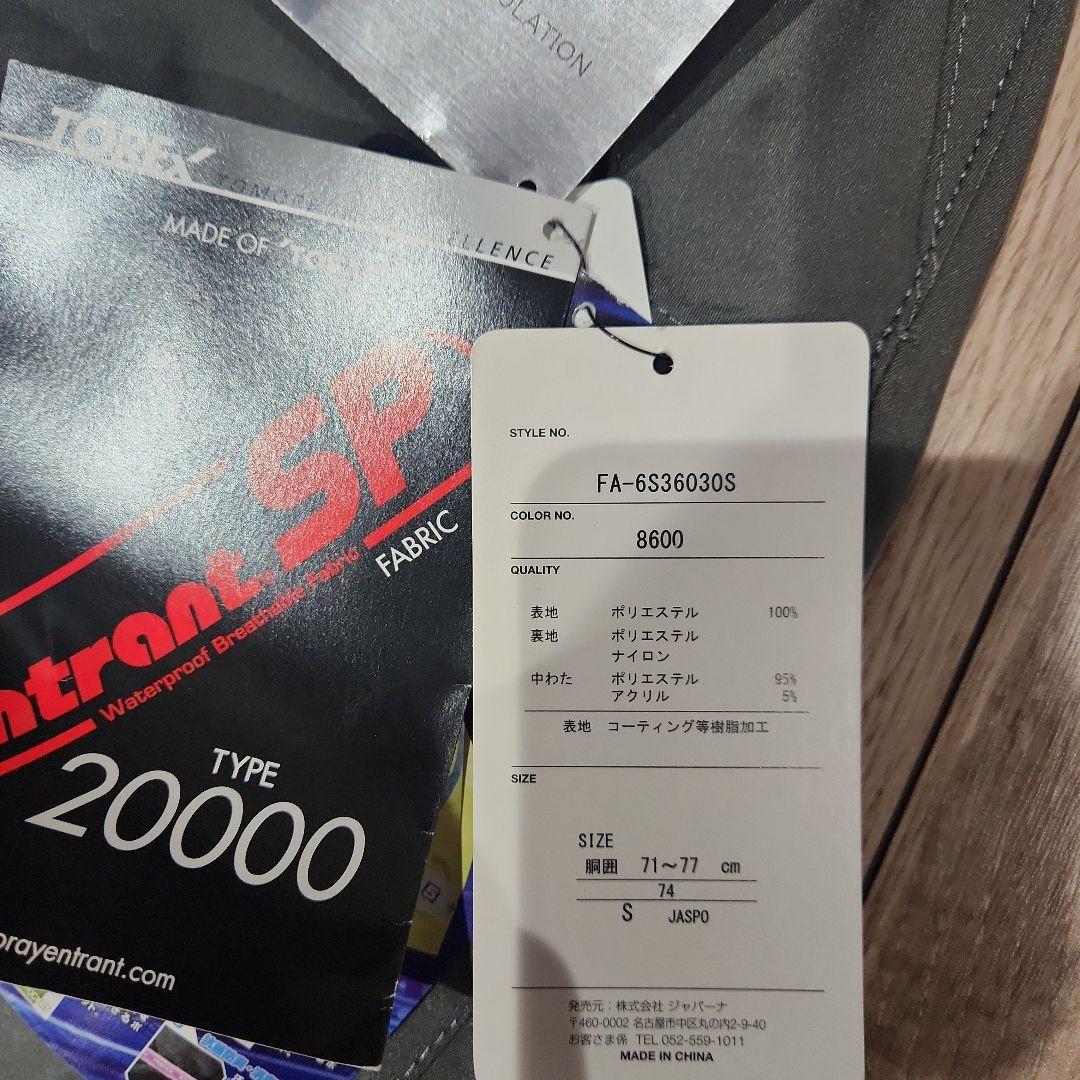 TOREX
MADE OF
LLENCE
SP
FABRIC
ntrant
Waterproof Breathable Fabric
TYPE
20000
orayentrant.com
OLATION
STYLE NO.
FA-6S36030S
COLOR NO.
8600
QUALITY
表地 ポリエステル 100%
裏地 ポリエステル
ナイロン
中わた ポリエステル 95%
アクリル 5%
表地 コーティング等樹脂加工
SIZE
SIZE
胴囲 71～77 cm
74
S JASPO
発売元：株式会社 ジャパーナ
〒460-0002 名古屋市中区丸の内2-9-40
お客さま係 TEL 052-559-1011
MADE IN CHINA